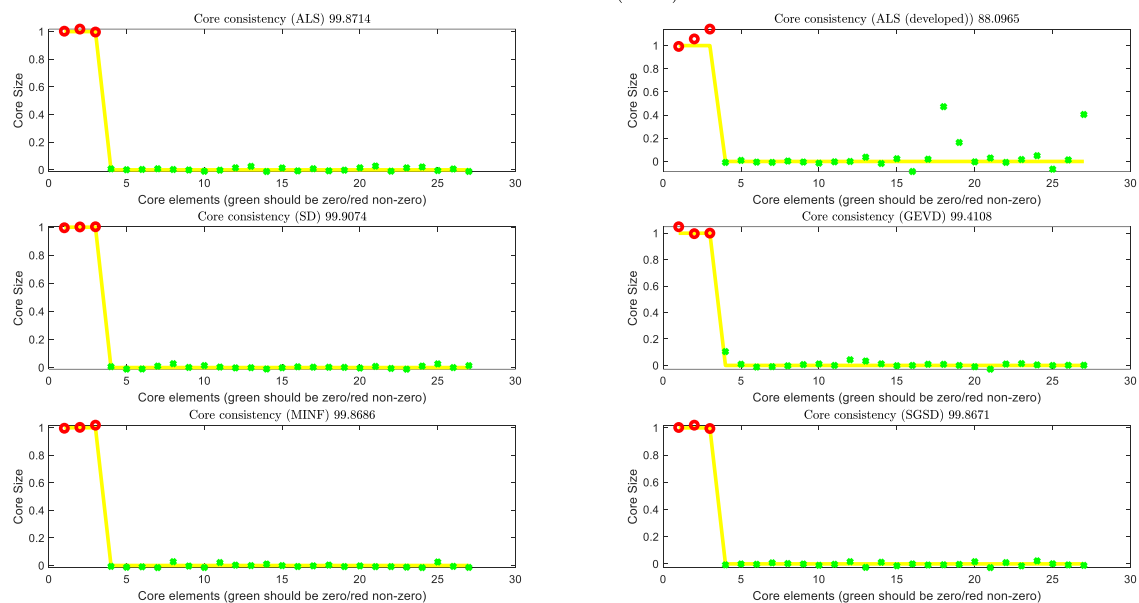 Core consistency (ALS) 99.8714
Core Size
1
0.8
0.6
0.4
0.2
0
0 5 10 15 20 25 30
Core elements (green should be zero/red non-zero)
Core consistency (ALS (developed)) 88.0965
Core Size
1
0.8
0.6
0.4
0.2
0
0 5 10 15 20 25 30
Core elements (green should be zero/red non-zero)
Core consistency (SD) 99.9074
Core Size
1
0.8
0.6
0.4
0.2
0
0 5 10 15 20 25 30
Core elements (green should be zero/red non-zero)
Core consistency (GEVD) 99.4108
Core Size
1
0.8
0.6
0.4
0.2
0
0 5 10 15 20 25 30
Core elements (green should be zero/red non-zero)
Core consistency (MINF) 99.8686
Core Size
1
0.8
0.6
0.4
0.2
0
0 5 10 15 20 25 30
Core elements (green should be zero/red non-zero)
Core consistency (SGSD) 99.8671
Core Size
1
0.8
0.6
0.4
0.2
0
0 5 10 15 20 25 30
Core elements (green should be zero/red non-zero)